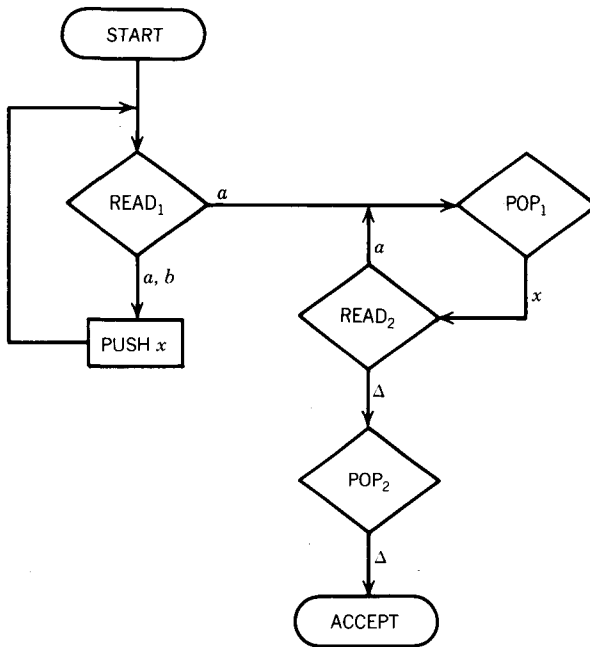 START
READ₁
a
POP₁
a
a, b
x
READ₂
PUSH x
Δ
POP₂
Δ
ACCEPT